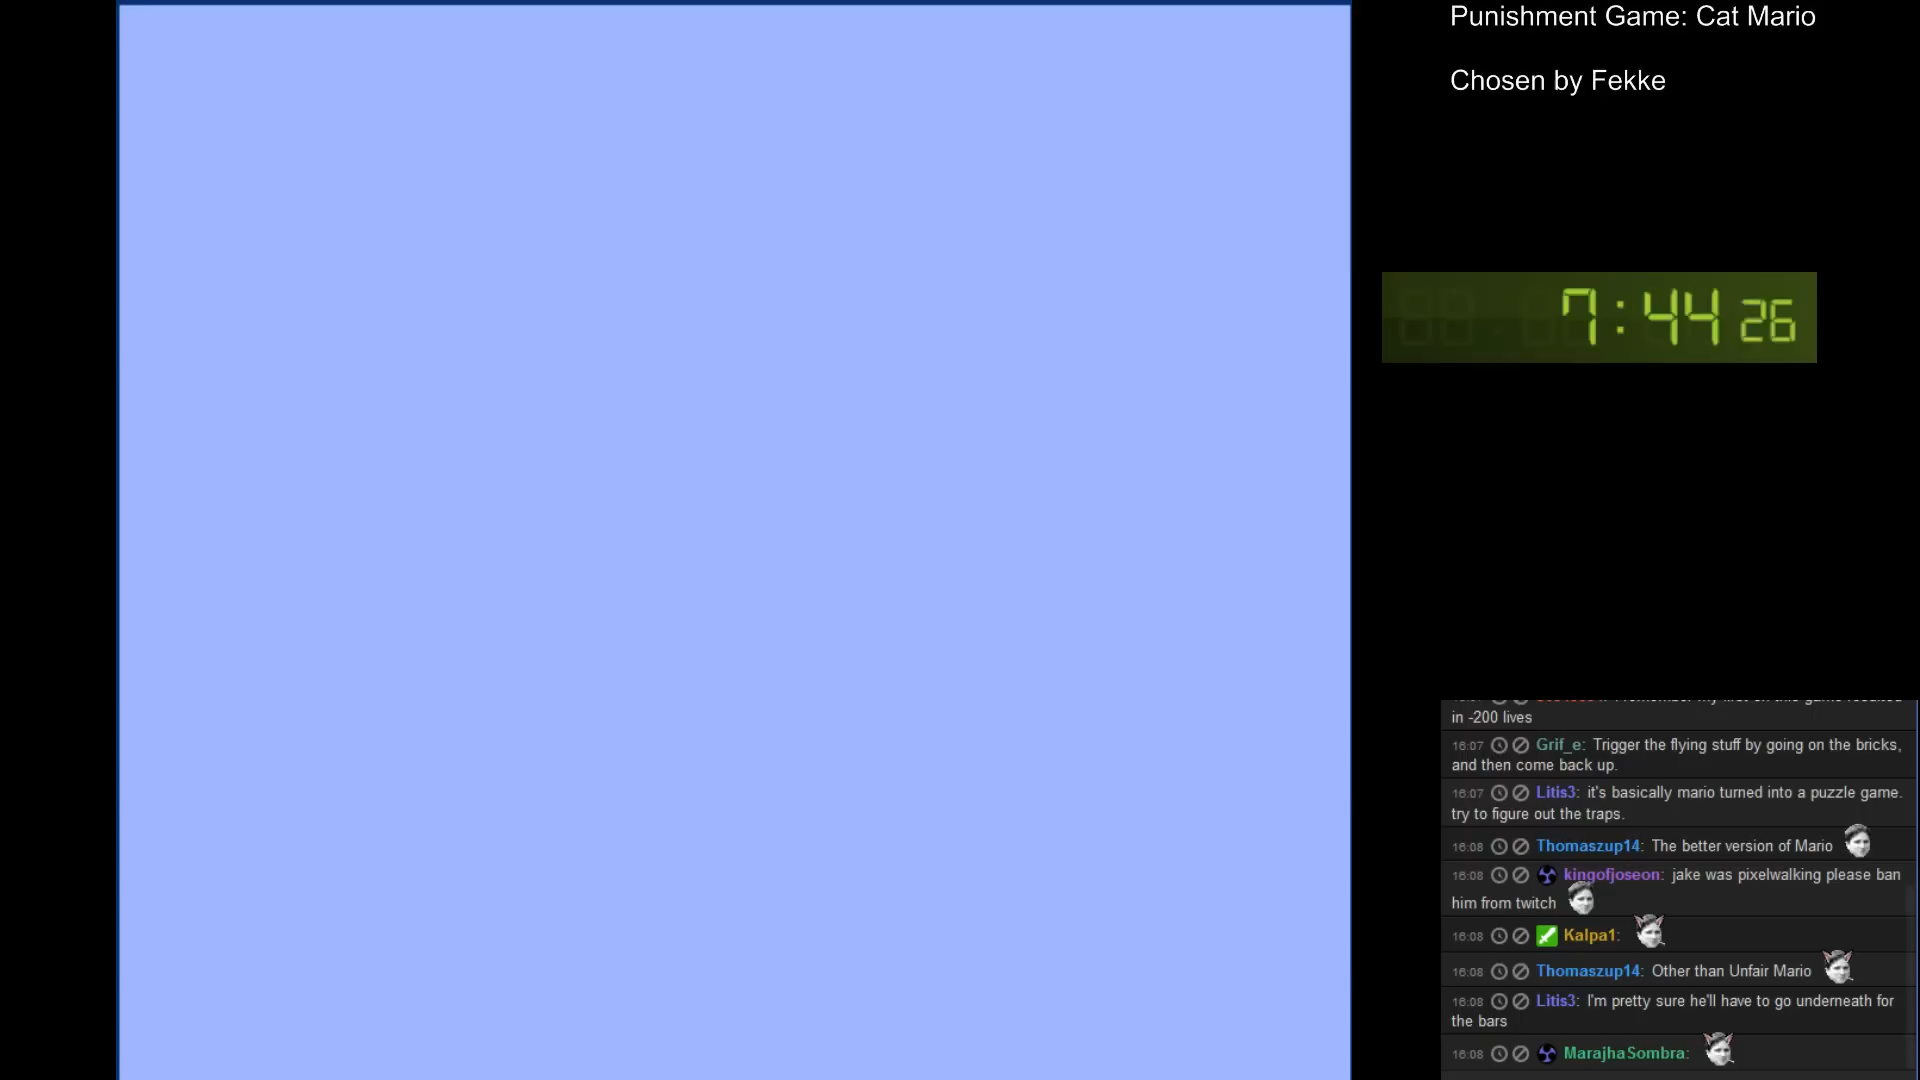 Punishment Game: Cat Mario
Chosen by Fekke
7:44 26
in -200 lives
16:07 Grif_e: Trigger the flying stuff by going on the bricks,
and then come back up.
16:07 Litis3: it's basically mario turned into a puzzle game.
try to figure out the traps.
16:08 Thomaszup14: The better version of Mario
16:08 kingofjoseon: jake was pixelwalking please ban
him from twitch
16:08 Kalpa1:
16:08 Thomaszup14: Other than Unfair Mario
16:08 Litis3: I'm pretty sure he'll have to go underneath for
the bars
16:08 MarajhaSombra: